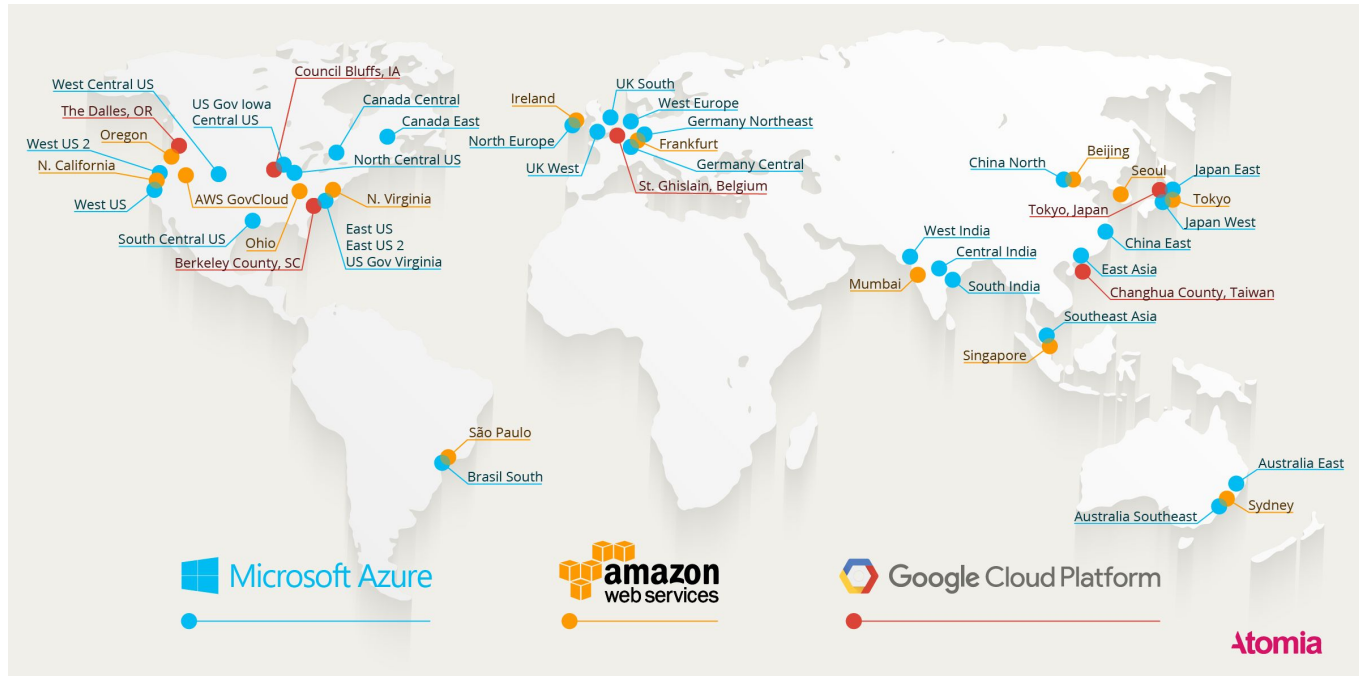 West Central US
Council Bluffs, IA
The Dalles, OR
US Gov Iowa
Central US
Canada Central
Canada East
Oregon
West US 2
N. California
North Central US
West US
AWS GovCloud
N. Virginia
South Central US
Ohio
Berkeley County, SC
East US
East US 2
US Gov Virginia
UK South
Ireland
West Europe
Germany Northeast
North Europe
Frankfurt
UK West
Germany Central
St. Ghislain, Belgium
China North
Beijing
Seoul
Japan East
Tokyo
Tokyo, Japan
Japan West
West India
Central India
China East
East Asia
Mumbai
South India
Changhua County, Taiwan
Southeast Asia
Singapore
São Paulo
Brasil South
Australia East
Sydney
Australia Southeast
Microsoft Azure
amazon
web services
Google Cloud Platform
Atomia